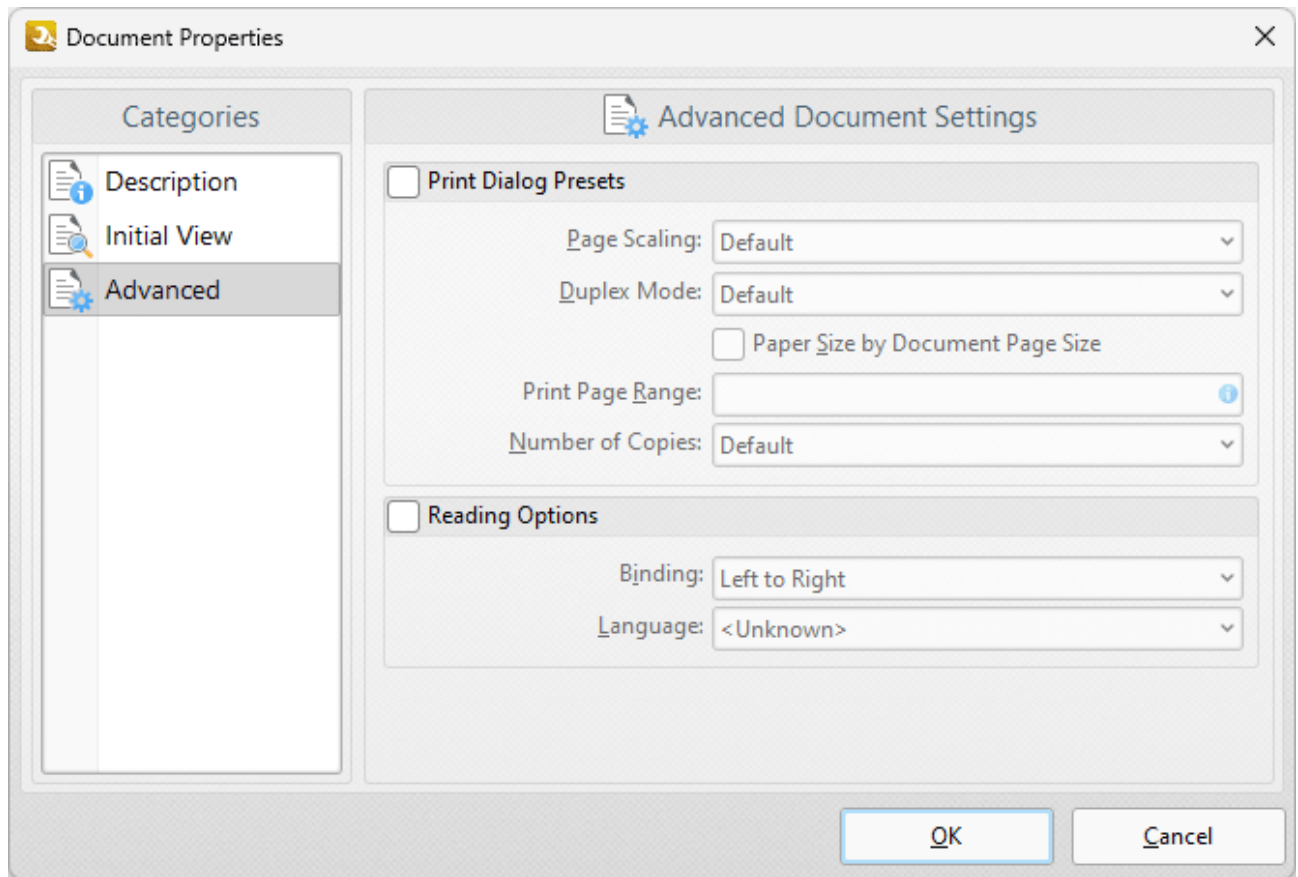 Document Properties
Categories
Description
Initial View
Advanced
Advanced Document Settings
Print Dialog Presets
Page Scaling: Default
Duplex Mode: Default
Paper Size by Document Page Size
Print Page Range:
Number of Copies: Default
Reading Options
Binding: Left to Right
Language: <Unknown>
OK Cancel